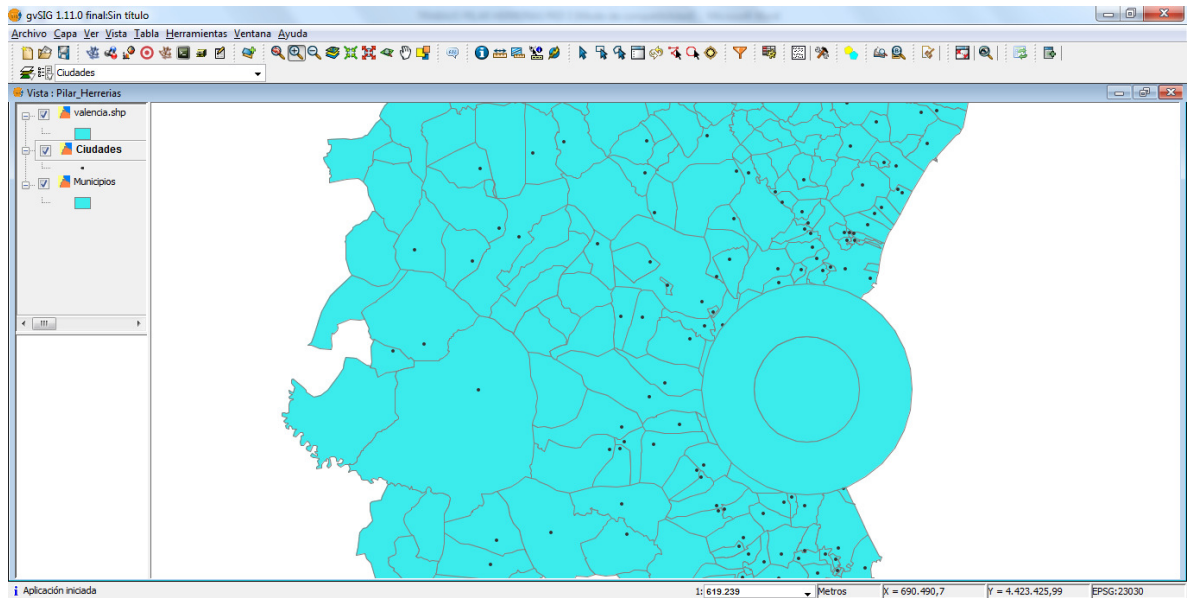 gvSIG 1.11.0 final:Sin título
Archivo Capa Ver Vista Tabla Herramientas Ventana Ayuda
Ciudades
Vista : Pilar_Herrerias
valencia.shp
Ciudades
Municipios
Aplicación iniciada
1: 619.239
Metros
X = 690.490,7
Y = 4.423.425,99
EPSG:23030